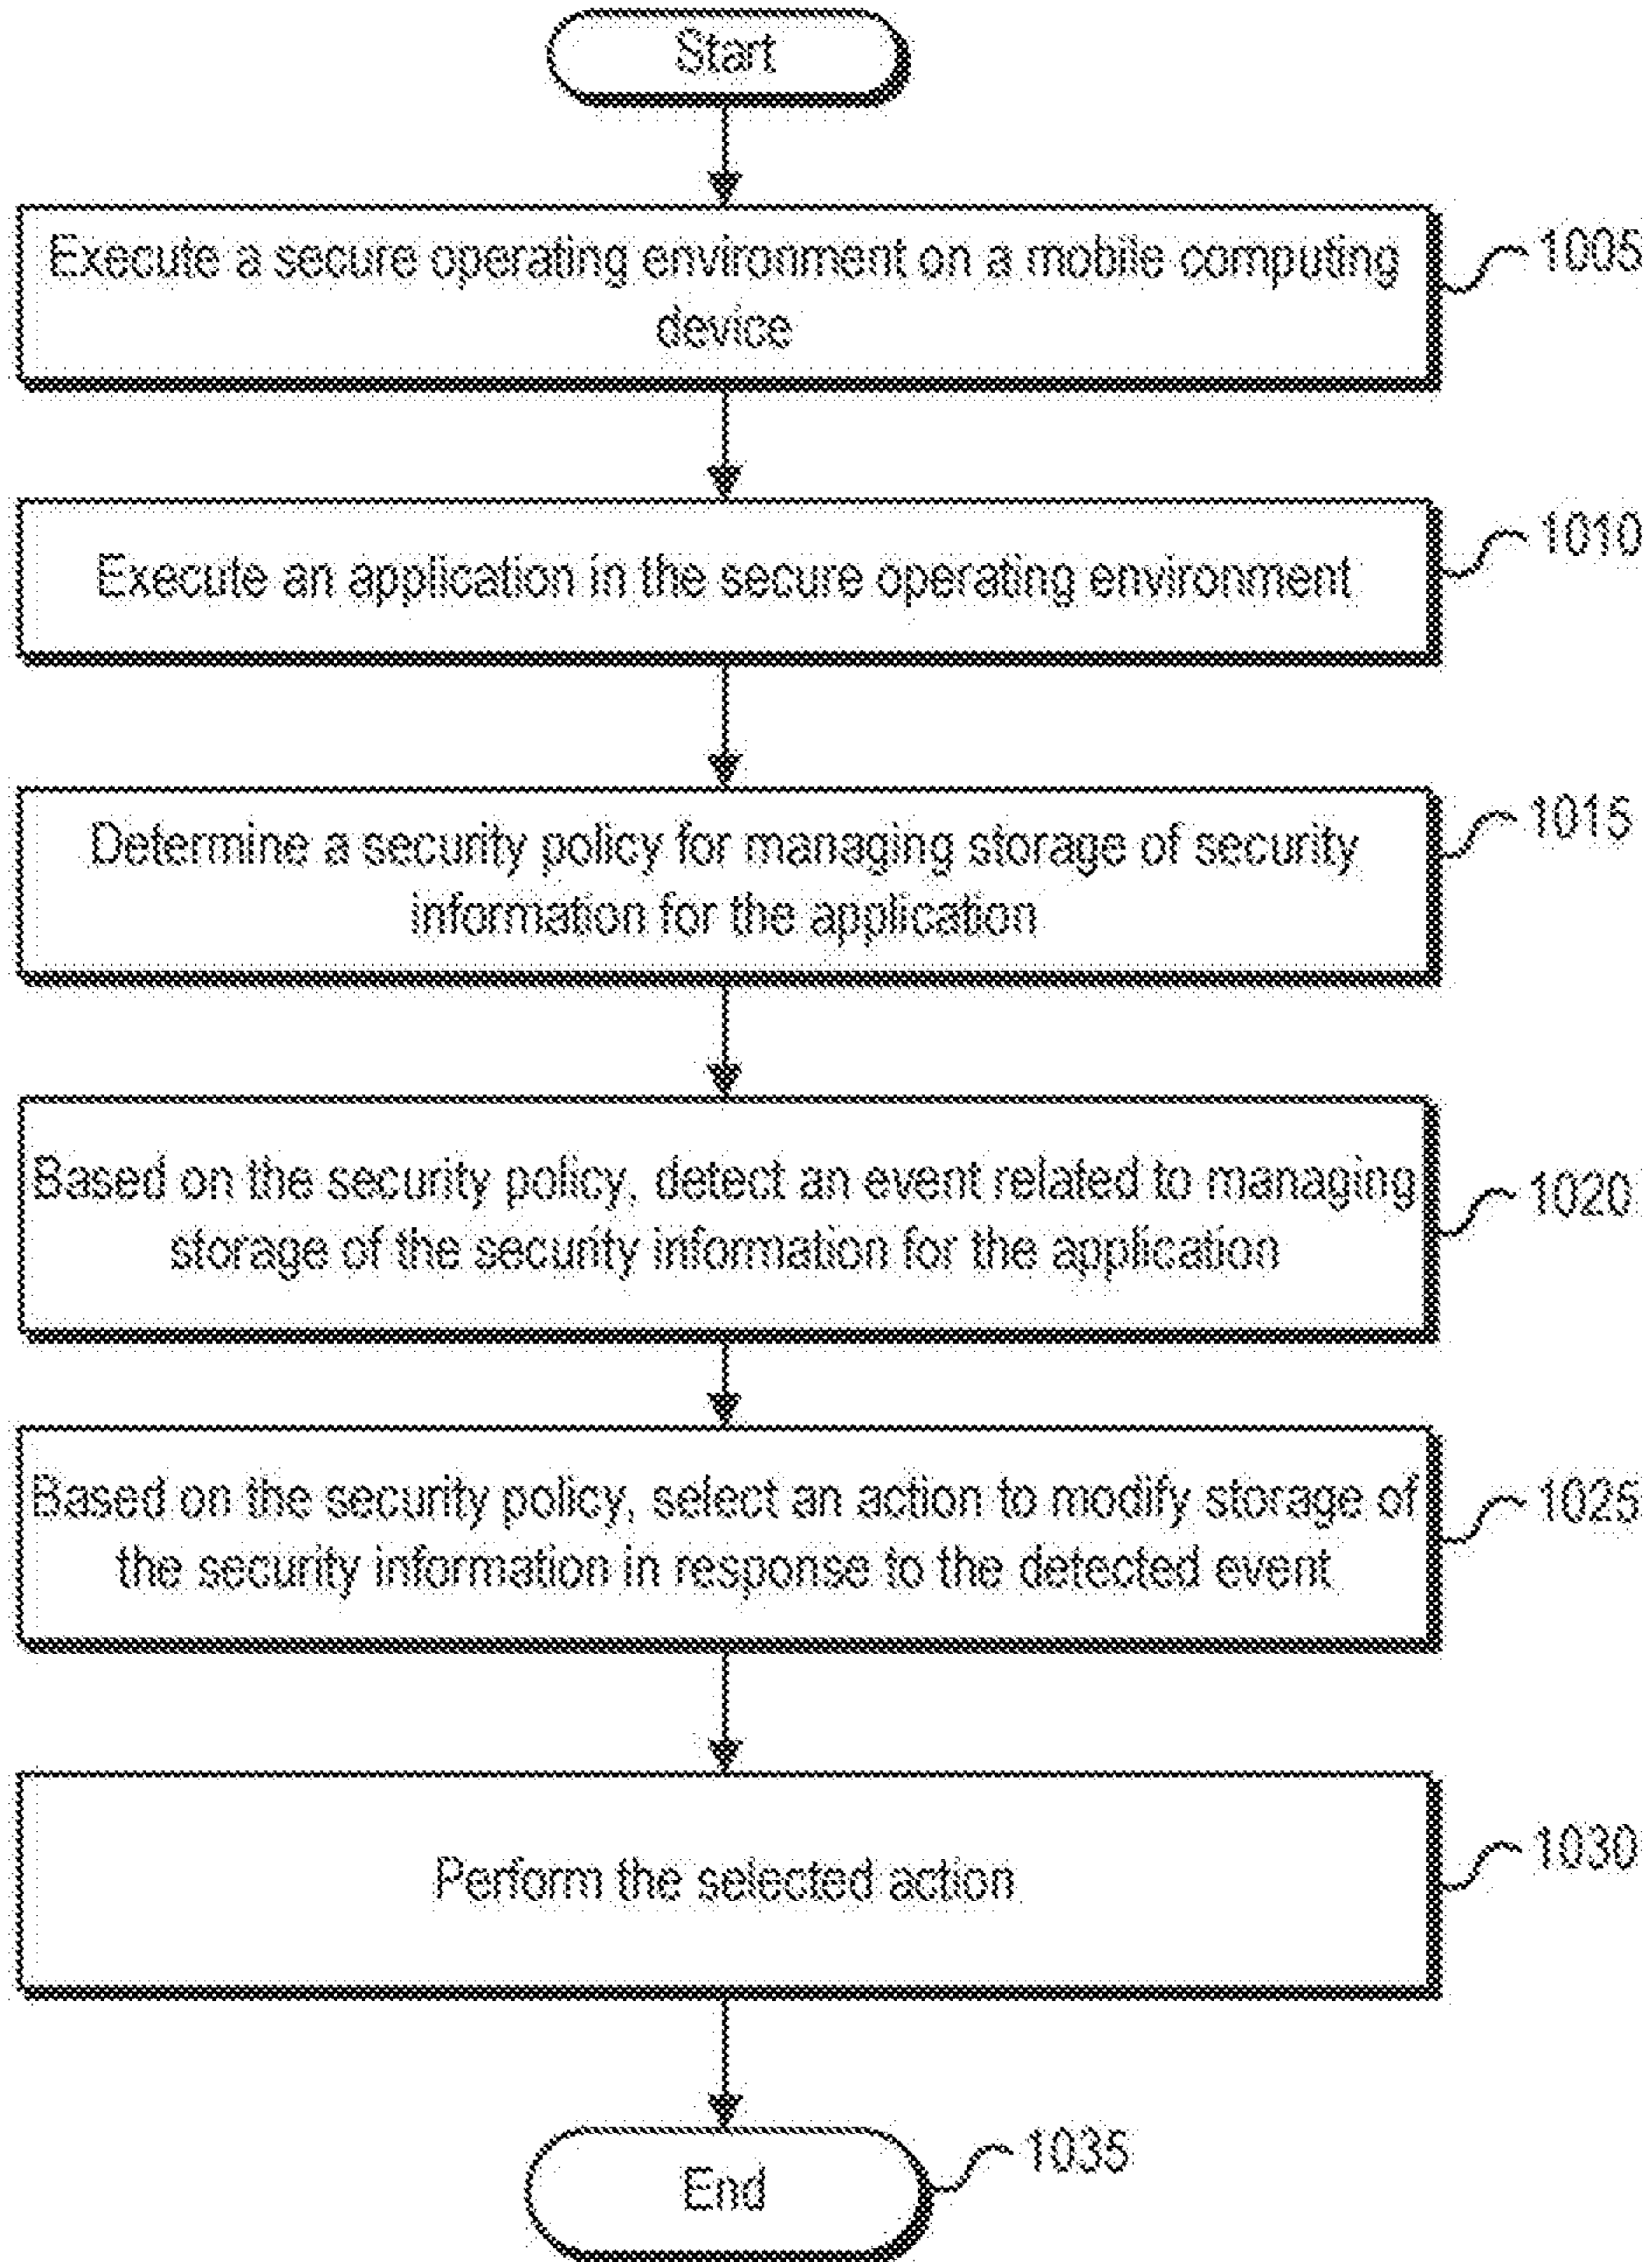 Start
Execute a secure operating environment on a mobile computing
device
1005
Execute an application in the secure operating environment
1010
Determine a security policy for managing storage of security
information for the application
1015
Based on the security policy, detect an event related to managing
storage of the security information for the application
1020
Based on the security policy, select an action to modify storage of
the security information in response to the detected event
1025
Perform the selected action
1030
End
1035